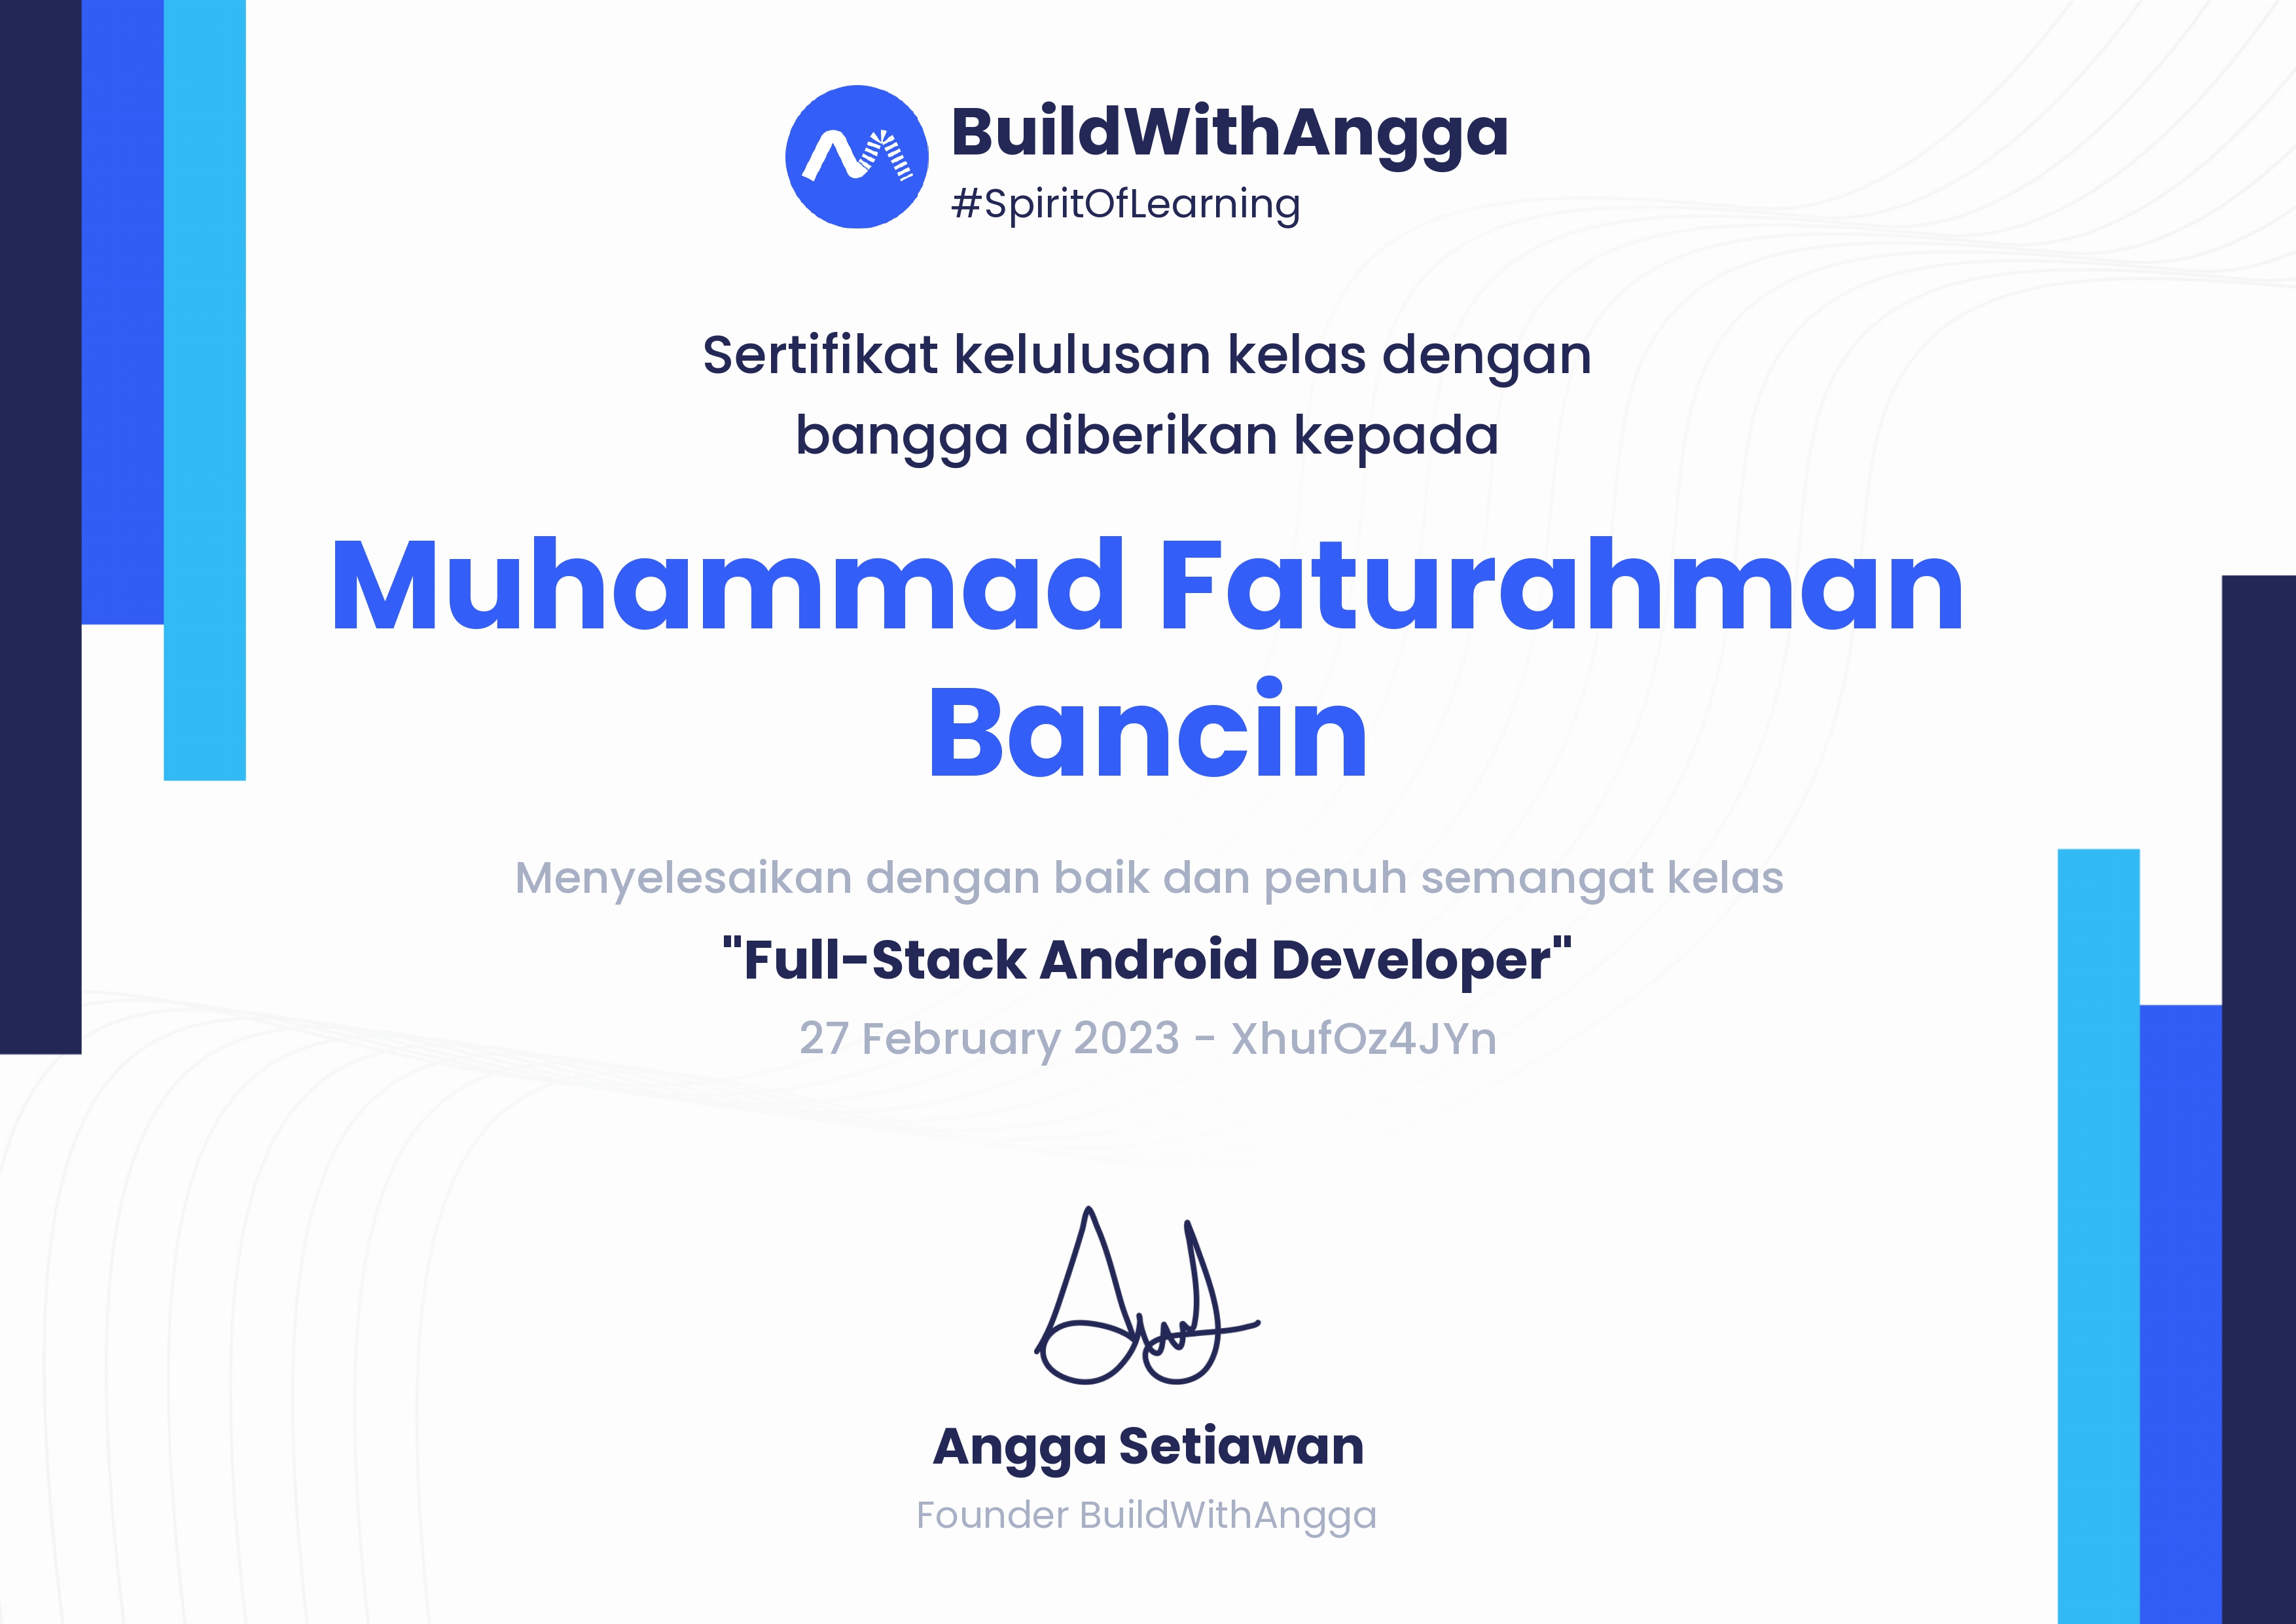 BuildWithAngga
#SpiritOfLearning
Sertifikat kelulusan kelas dengan
bangga diberikan kepada
Muhammad Faturahman
Bancin
Menyelesaikan dengan baik dan penuh semangat kelas
"Full-Stack Android Developer"
27 February 2023 - XhufOz4JYn
Angga Setiawan
Founder BuildWithAngga